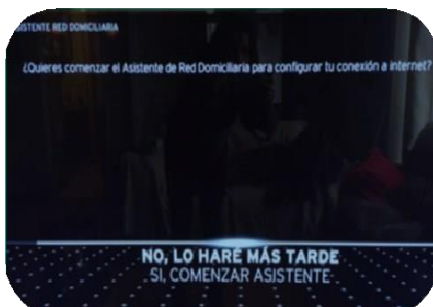 ISTENTE RED DOMICILIARIA
¿Quieres comenzar el Asistente de Red Domiciliaria para configurar tu conexión a internet?
NO, LO HARÉ MÁS TARDE
SI, COMENZAR ASISTENTE